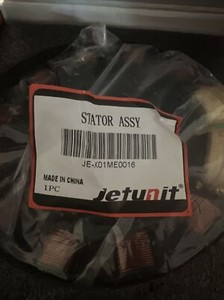 STATOR ASSY
JE-X01ME0016
MADE IN CHINA
1PC
Jetunit®